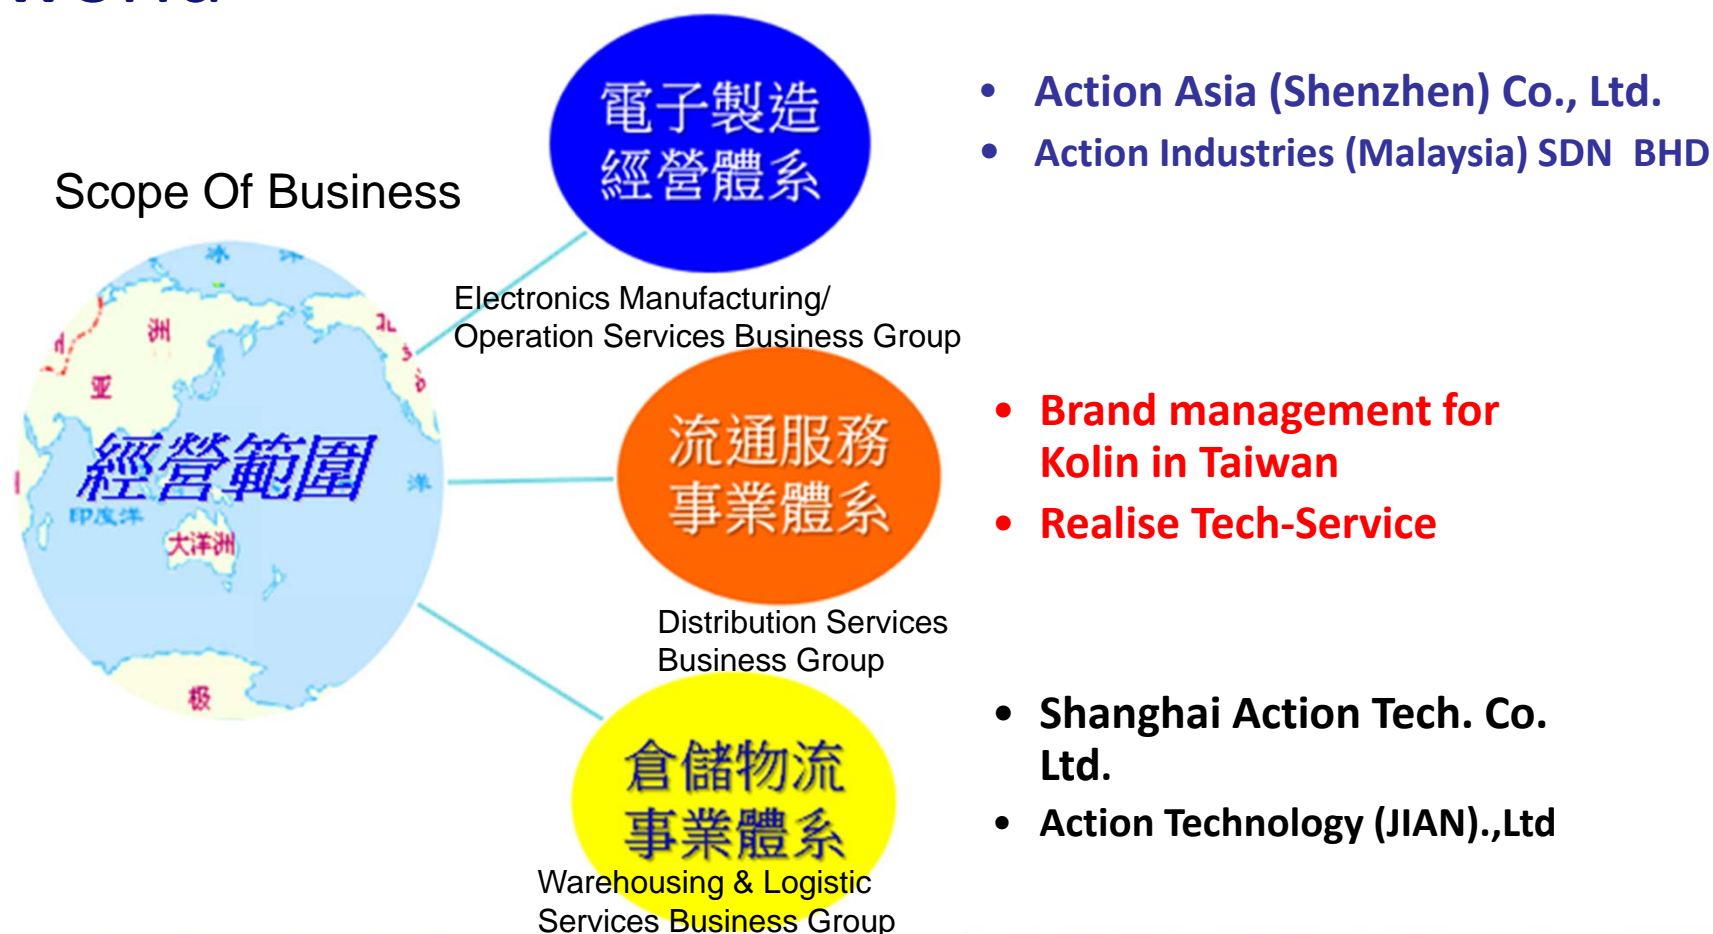 Scope Of Business
冰
洋
洲
亚
北
经營範圍
洋
印度洋
大洋洲
极
電子製造
經營體系
Electronics Manufacturing/
Operation Services Business Group
• Action Asia (Shenzhen) Co., Ltd.
• Action Industries (Malaysia) SDN BHD
流通服務
事業體系
Distribution Services
Business Group
• Brand management for
Kolin in Taiwan
• Realise Tech-Service
倉儲物流
事業體系
Warehousing & Logistic
Services Business Group
• Shanghai Action Tech. Co.
Ltd.
• Action Technology (JIAN).,Ltd